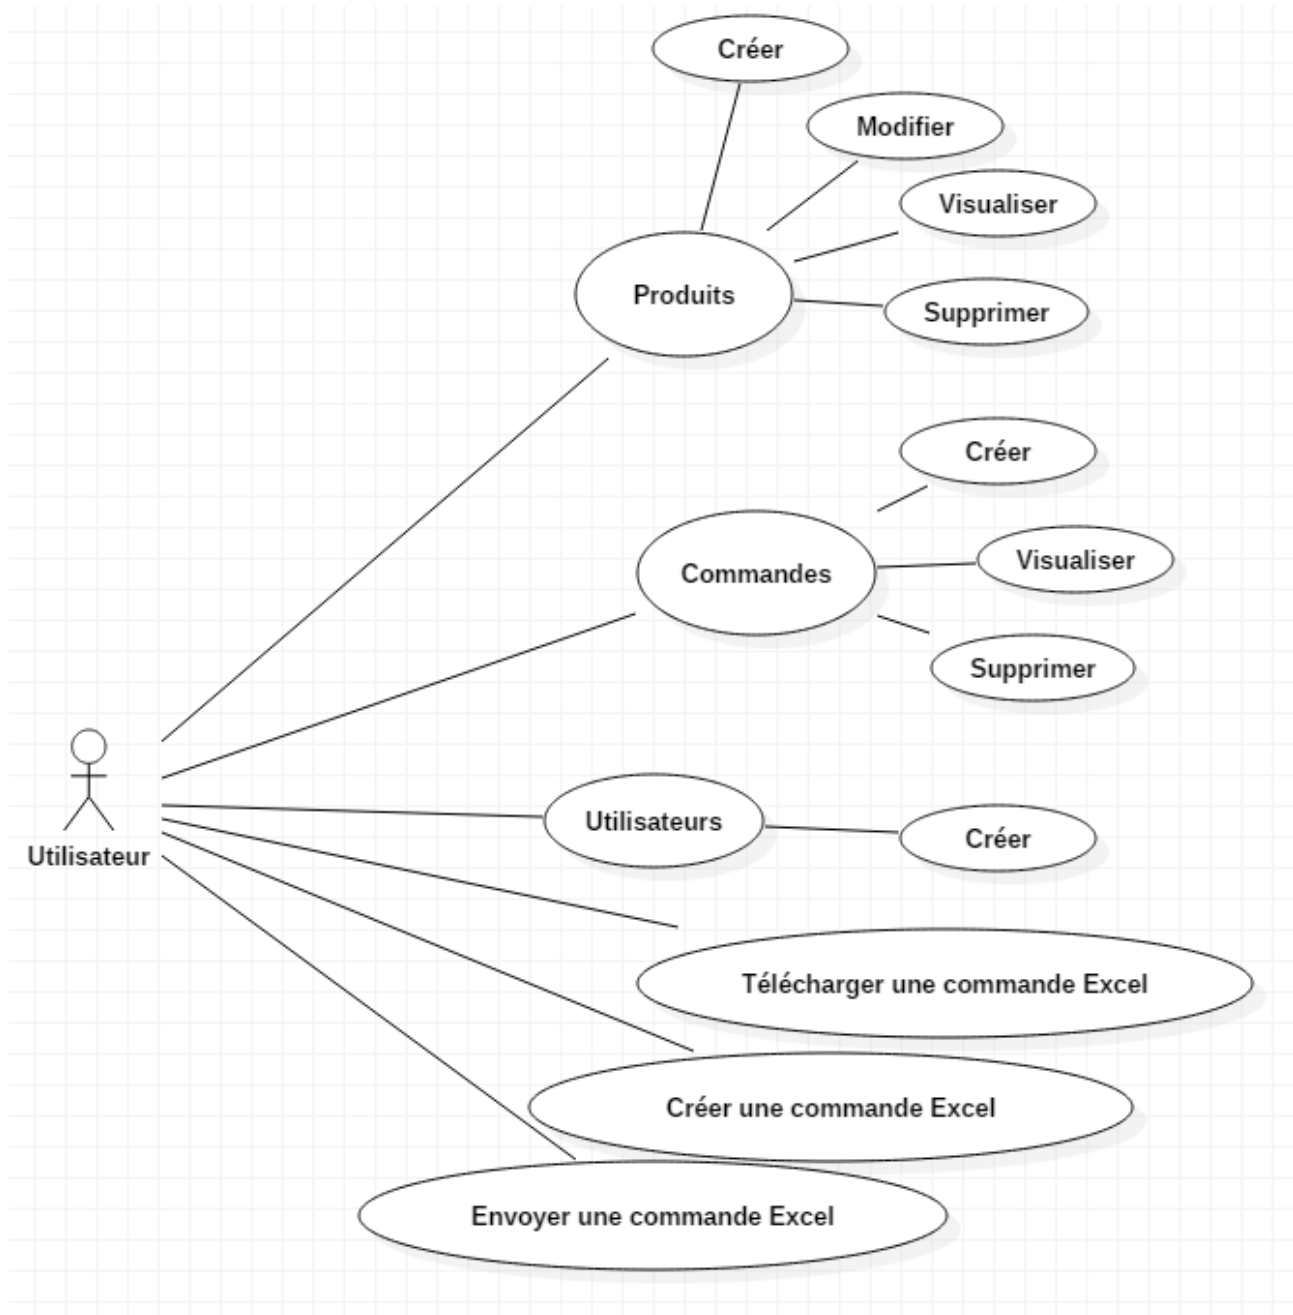 Créer
Modifier
Visualiser
Produits
Supprimer
Créer
Commandes
Visualiser
Supprimer
Utilisateur
Utilisateurs
Créer
Télécharger une commande Excel
Créer une commande Excel
Envoyer une commande Excel